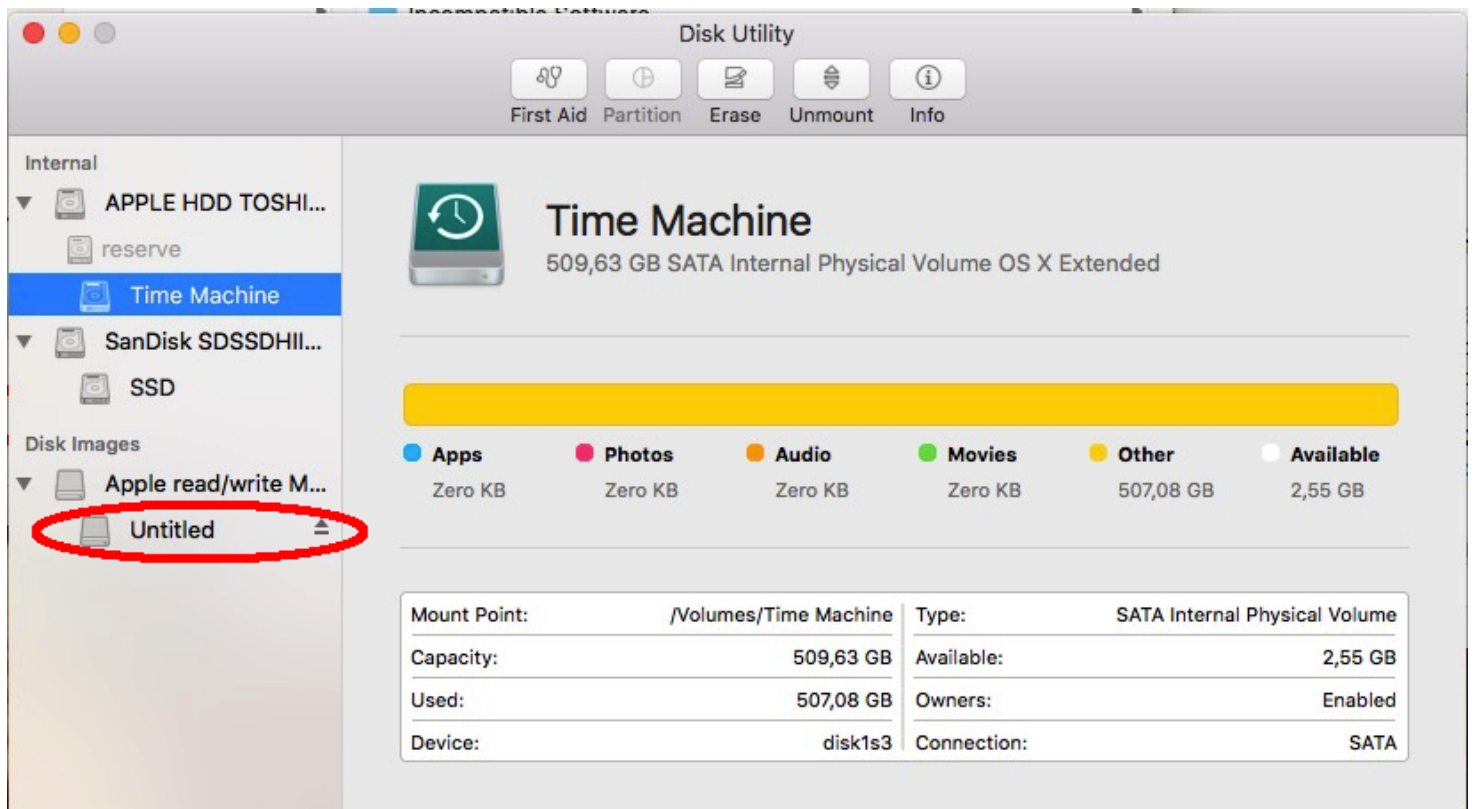 Incompatible Software
Disk Utility
First Aid Partition Erase Unmount Info
Internal
APPLE HDD TOSHI...
reserve
Time Machine
SanDisk SDSSDHII...
SSD
Disk Images
Apple read/write M...
Untitled
Time Machine
509,63 GB SATA Internal Physical Volume OS X Extended
Apps Photos Audio Movies Other Available
Zero KB Zero KB Zero KB Zero KB 507,08 GB 2,55 GB
Mount Point: /Volumes/Time Machine Type: SATA Internal Physical Volume
Capacity: 509,63 GB Available: 2,55 GB
Used: 507,08 GB Owners: Enabled
Device: disk1s3 Connection: SATA